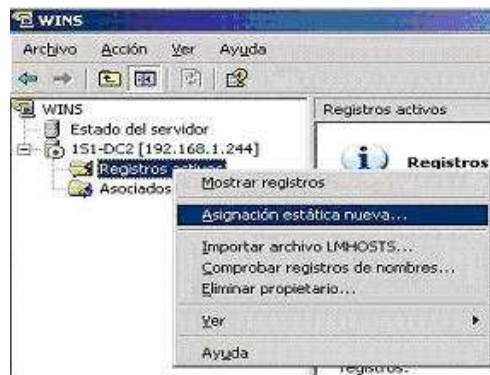 WINS
Archivo Acción Ver Ayuda
WINS
Registros activos
Estado del servidor
1S1-DC2 [192.168.1.244]
Registros activos
Registros
Asociados
Mostrar registros
Asignación estática nueva...
Importar archivo LMHOSTS...
Comprobar registros de nombres...
Eliminar propietario...
Ver
Ayuda
registros.